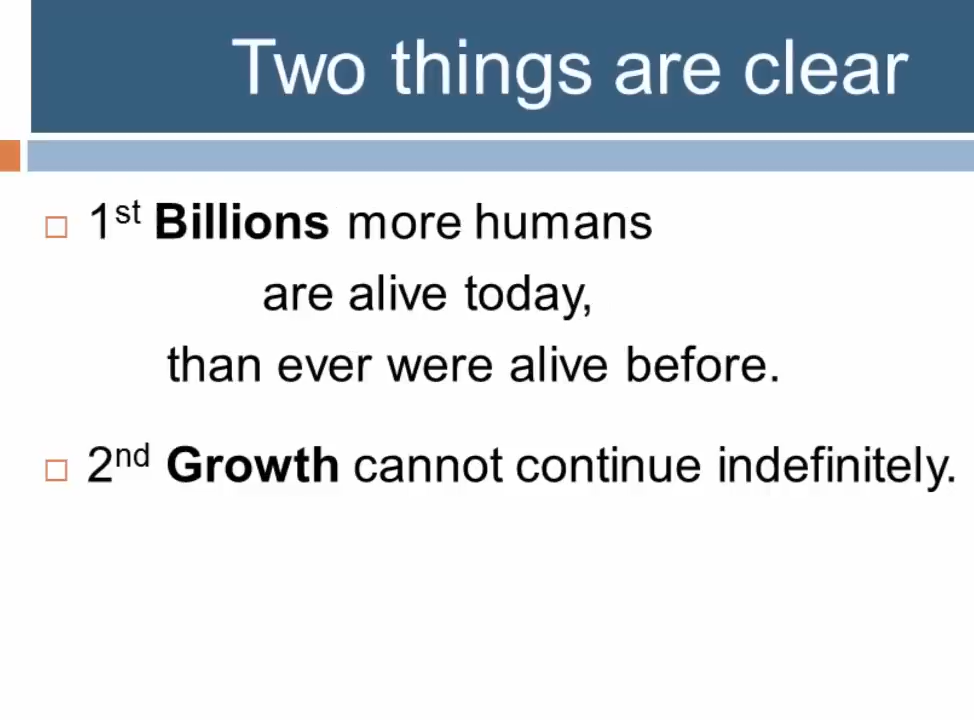 Two things are clear
1st Billions more humans
are alive today,
than ever were alive before.
2nd Growth cannot continue indefinitely.